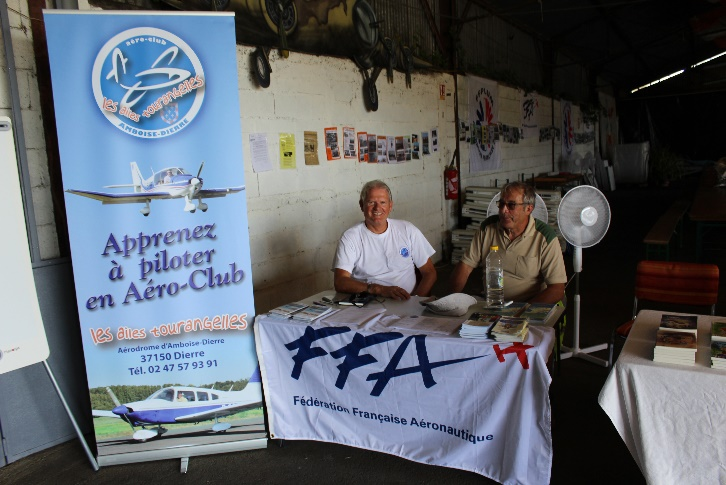 aéro-club
les ailes tourangelles
AMBOISE-DIERRE
Apprenez
à piloter
en Aéro-Club
les ailes tourangelles
Aérodrome d'Amboise-Dierre
37150 Dierre
Tél. 02 47 57 93 91
FFA
Fédération Française Aéronautique